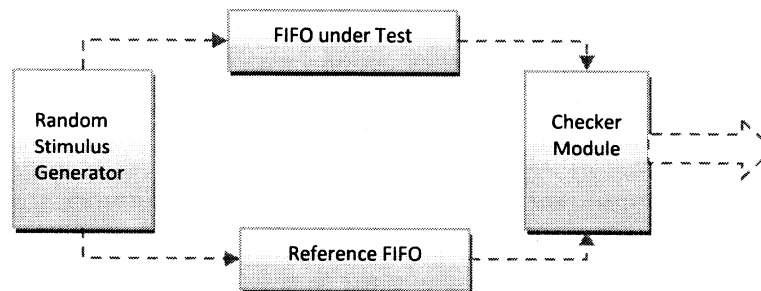 FIFO under Test
Random
Stimulus
Generator
Checker
Module
Reference FIFO